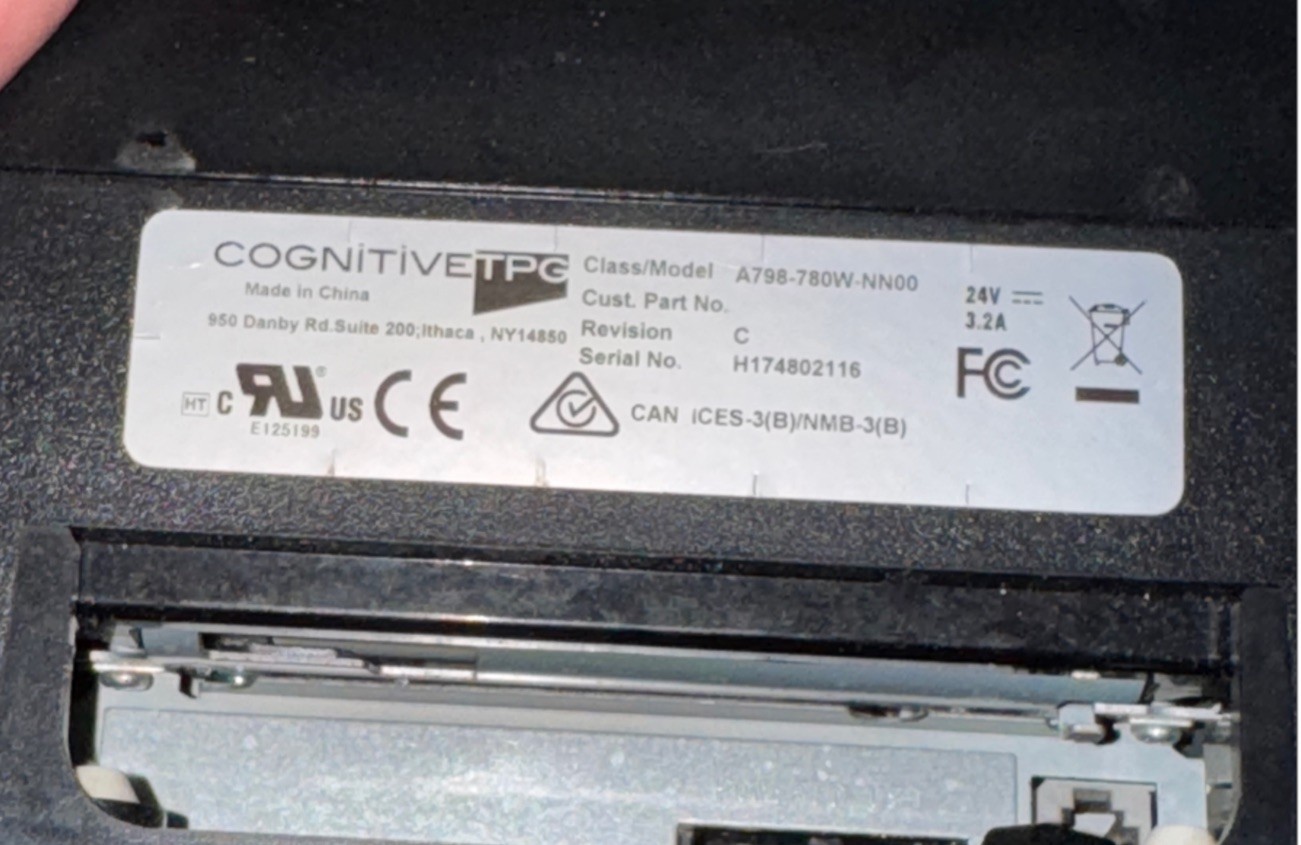 COGNiTiVETPG
Made in China
950 Danby Rd.Suite 200;Ithaca , NY14850
Class/Model A798-780W-NN00
Cust. Part No.
Revision C
Serial No. H174802116
24V
3.2A
HT C RU® US CE
E125199
CAN ICES-3(B)/NMB-3(B)
FC